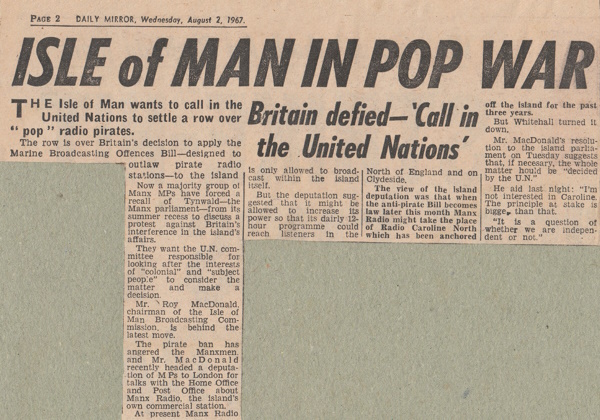 PAGE 2 DAILY MIRROR, Wednesday, August 2, 1967.
ISLE of MAN IN POP WAR
THE Isle of Man wants to call in the
United Nations to settle a row over
"pop" radio pirates.
The row is over Britain's decision to apply the
Marine Broadcasting Offences Bill—designed to
outlaw pirate radio
stations—to the island
Now a majority group of
Manx MPs have forced a
recall of Tynwald—the
Manx parliament—from its
summer recess to discuss a
protest against Britain's
interference in the island's
affairs.
They want the U.N. com-
mittee responsible for
looking after the interests
of "colonial" and "subject
people" to consider the
matter and make a
decision.
Mr. Roy MacDonald,
chairman of the Isle of
Man Broadcasting Com-
mission, is behind the
latest move.
The pirate ban has
angered the Manxmen,
and Mr. MacDonald
recently headed a deputa-
tion of MPs to London for
talks with the Home Office
and Post Office about
Manx Radio, the island's
own commercial station.
At present Manx Radio
Britain defied—'Call in
the United Nations'
is only allowed to broad-
cast within the island
itself.
But the deputation sug-
gested that it might be
allowed to increase its
power so that its dairly 12-
hour programme could
reach listeners in the
North of England and on
Clydeside.
The view of the island
deputation was that when
the anti-pirate Bill becomes
law later this month Manx
Radio might take the place
of Radio Caroline North
which has been anchored
off the island for the past
three years.
But Whitehall turned it
down.
Mr. MacDonald's resolu-
tion to the island parlia-
ment on Tuesday suggests
that, if necesary, the whole
matter should be "decided
by the U.N."
He aid last night: "I'm
not interested in Caroline.
The principle at stake is
bigge, than that.
"It is a question of
whether we are indepen-
dent or not."